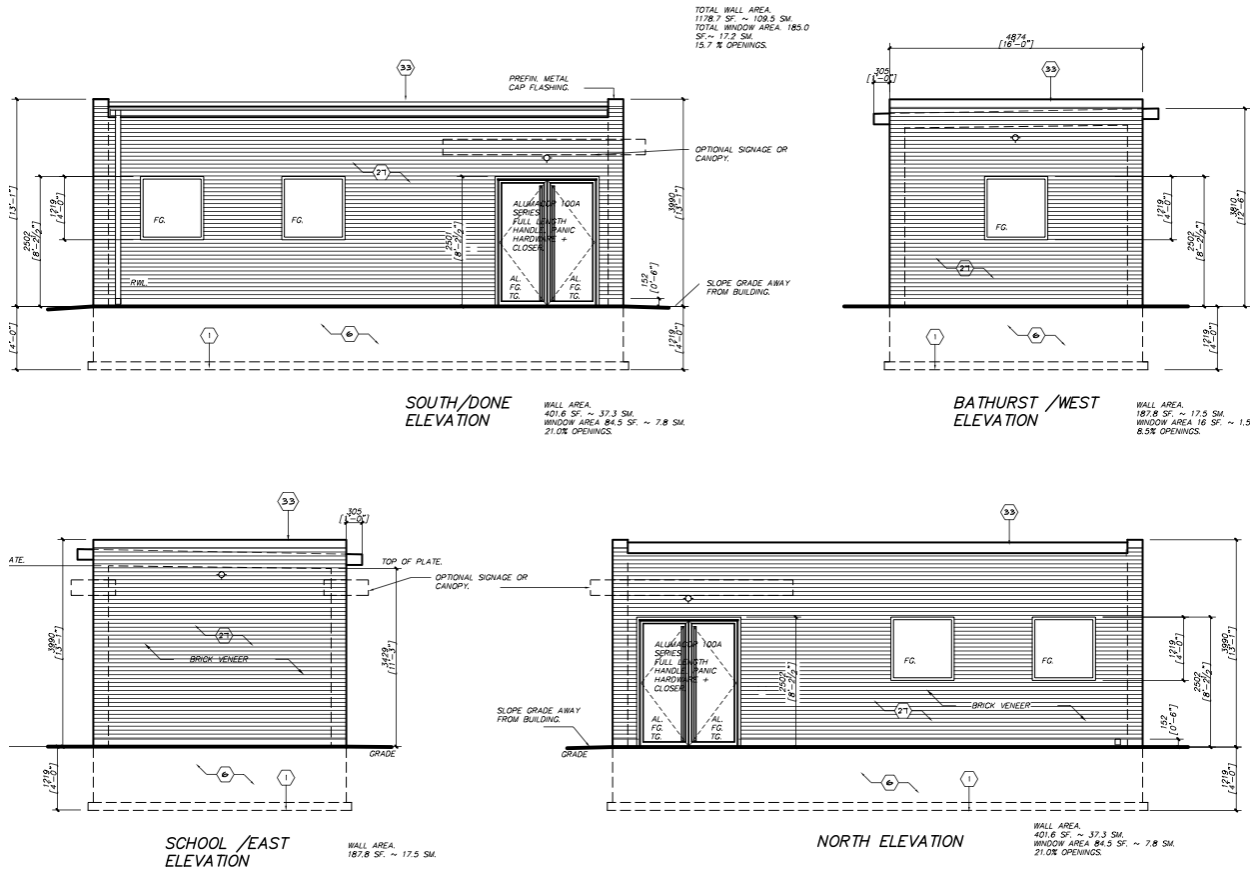 TOTAL WALL AREA.
1178.7 SF. ~ 109.5 SM.
TOTAL WINDOW AREA. 185.0
SF.~ 17.2 SM.
15.7 % OPENINGS.
33
PREFIN. METAL
CAP FLASHING.
OPTIONAL SIGNAGE OR
CANOPY.
27
[13'-1"]
2502
[8'-2 1/2"]
1219
[4'-0"]
FG.
FG.
2501
[8'-2 1/2"]
ALUMACOP 100A
SERIES
FULL LENGTH
HANDLE, PANIC
HARDWARE +
CLOSER.
AL.
FG.
TG.
AL.
FG.
TG.
RWL.
152
[0'-6"]
3990
[13'-1"]
SLOPE GRADE AWAY
FROM BUILDING.
[4'-0"]
1
6
1219
[4'-0"]
SOUTH/DONE
ELEVATION
WALL AREA.
401.6 SF. ~ 37.3 SM.
WINDOW AREA 84.5 SF. ~ 7.8 SM.
21.0% OPENINGS.
4874
[16'-0"]
305
[1'-0"]
33
FG.
27
1219
[4'-0"]
2502
[8'-2 1/2"]
3810
[12'-6"]
1
6
1219
[4'-0"]
BATHURST /WEST
ELEVATION
WALL AREA.
187.8 SF. ~ 17.5 SM.
WINDOW AREA 16 SF. ~ 1.5
8.5% OPENINGS.
33
305
[1'-0"]
ATE.
TOP OF PLATE.
OPTIONAL SIGNAGE OR
CANOPY.
27
BRICK VENEER
3990
[13'-1"]
3429
[11'-3"]
GRADE
1219
[4'-0"]
6
1
SCHOOL /EAST
ELEVATION
WALL AREA.
187.8 SF. ~ 17.5 SM.
33
ALUMACOP 100A
SERIES
FULL LENGTH
HANDLE, PANIC
HARDWARE +
CLOSER.
AL.
FG.
TG.
AL.
FG.
TG.
2502
[8'-2 1/2"]
FG.
FG.
27
BRICK VENEER
1219
[4'-0"]
2502
[8'-2 1/2"]
3990
[13'-1"]
152
[0'-6"]
SLOPE GRADE AWAY
FROM BUILDING.
GRADE
6
1
1219
[4'-0"]
NORTH ELEVATION
WALL AREA.
401.6 SF. ~ 37.3 SM.
WINDOW AREA 84.5 SF. ~ 7.8 SM.
21.0% OPENINGS.